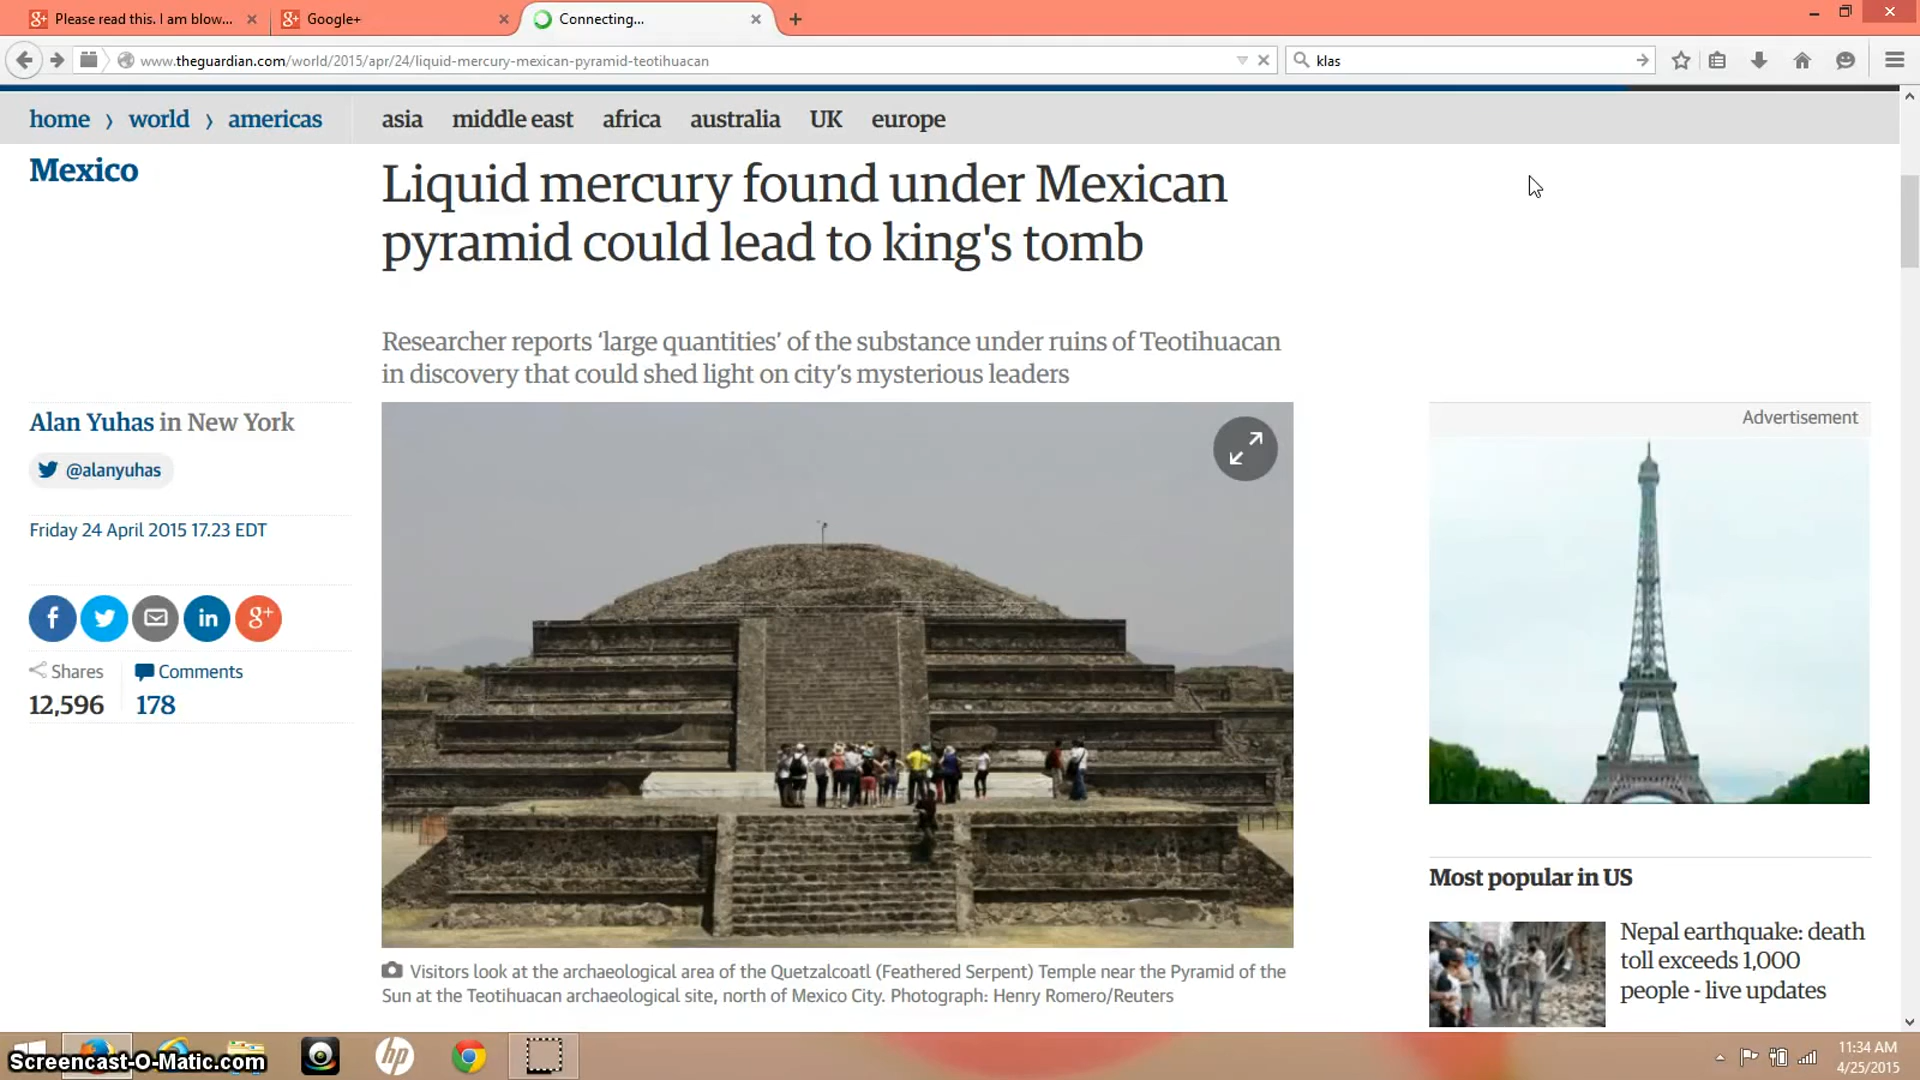 Please read this. I am blow...
Google+
Connecting...
www.theguardian.com/world/2015/apr/24/liquid-mercury-mexican-pyramid-teotihuacan
klas
home › world › americas
asia middle east africa australia UK europe
Mexico
Liquid mercury found under Mexican
pyramid could lead to king's tomb
Researcher reports ‘large quantities’ of the substance under ruins of Teotihuacan
in discovery that could shed light on city’s mysterious leaders
Alan Yuhas in New York
@alanyuhas
Friday 24 April 2015 17.23 EDT
Shares
12,596
Comments
178
Visitors look at the archaeological area of the Quetzalcoatl (Feathered Serpent) Temple near the Pyramid of the
Sun at the Teotihuacan archaeological site, north of Mexico City. Photograph: Henry Romero/Reuters
Advertisement
Most popular in US
Nepal earthquake: death
toll exceeds 1,000
people - live updates
Screencast-O-Matic.com
hp
11:34 AM
4/25/2015